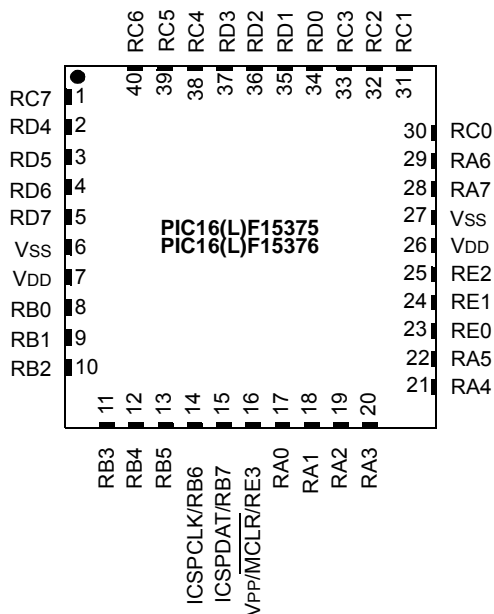 RC6
RC5
RC4
RD3
RD2
RD1
RD0
RC3
RC2
RC1
40
39
38
37
36
35
34
33
32
31
RC7 1
RD4 2
RD5 3
RD6 4
RD7 5
VSS 6
VDD 7
RB0 8
RB1 9
RB2 10
PIC16(L)F15375
PIC16(L)F15376
30 RC0
29 RA6
28 RA7
27 VSS
26 VDD
25 RE2
24 RE1
23 RE0
22 RA5
21 RA4
11
12
13
14
15
16
17
18
19
20
RB3
RB4
RB5
ICSPCLK/RB6
ICSPDAT/RB7
VPP/MCLR/RE3
RA0
RA1
RA2
RA3